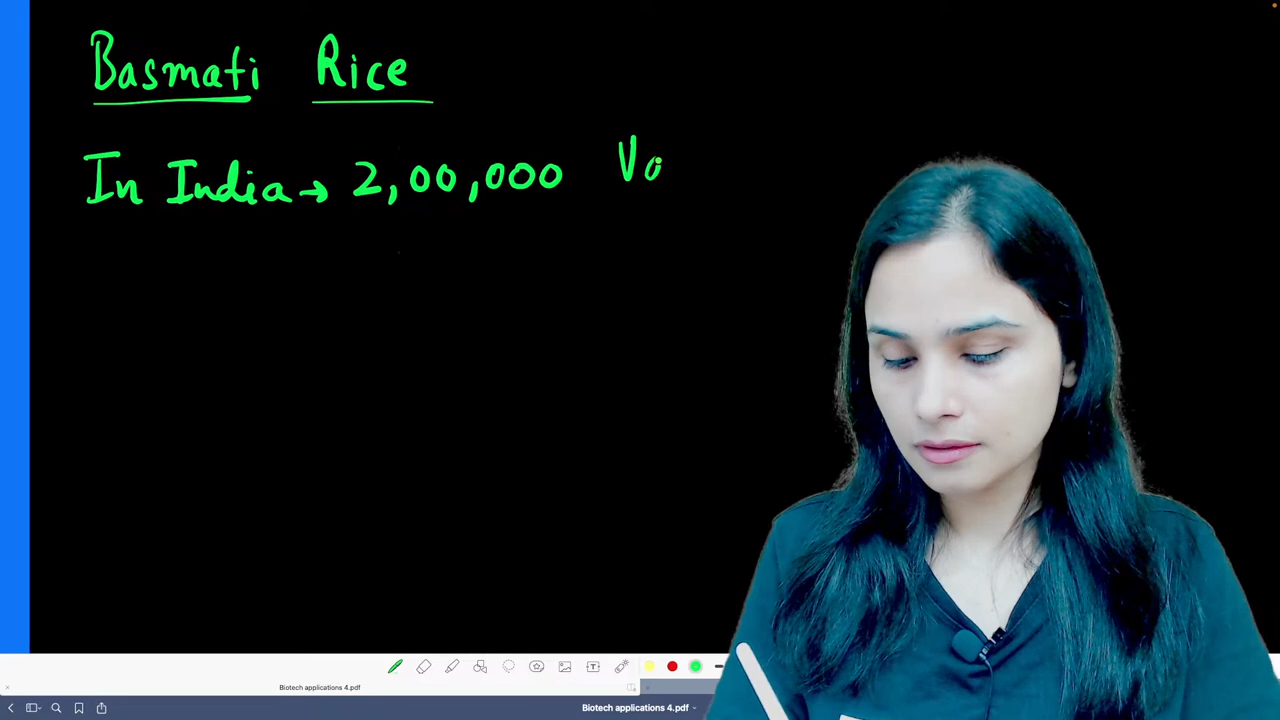 Basmati Rice
In India → 2,00,000 Va
Biotech applications 4.pdf
Biotech applications 4.pdf